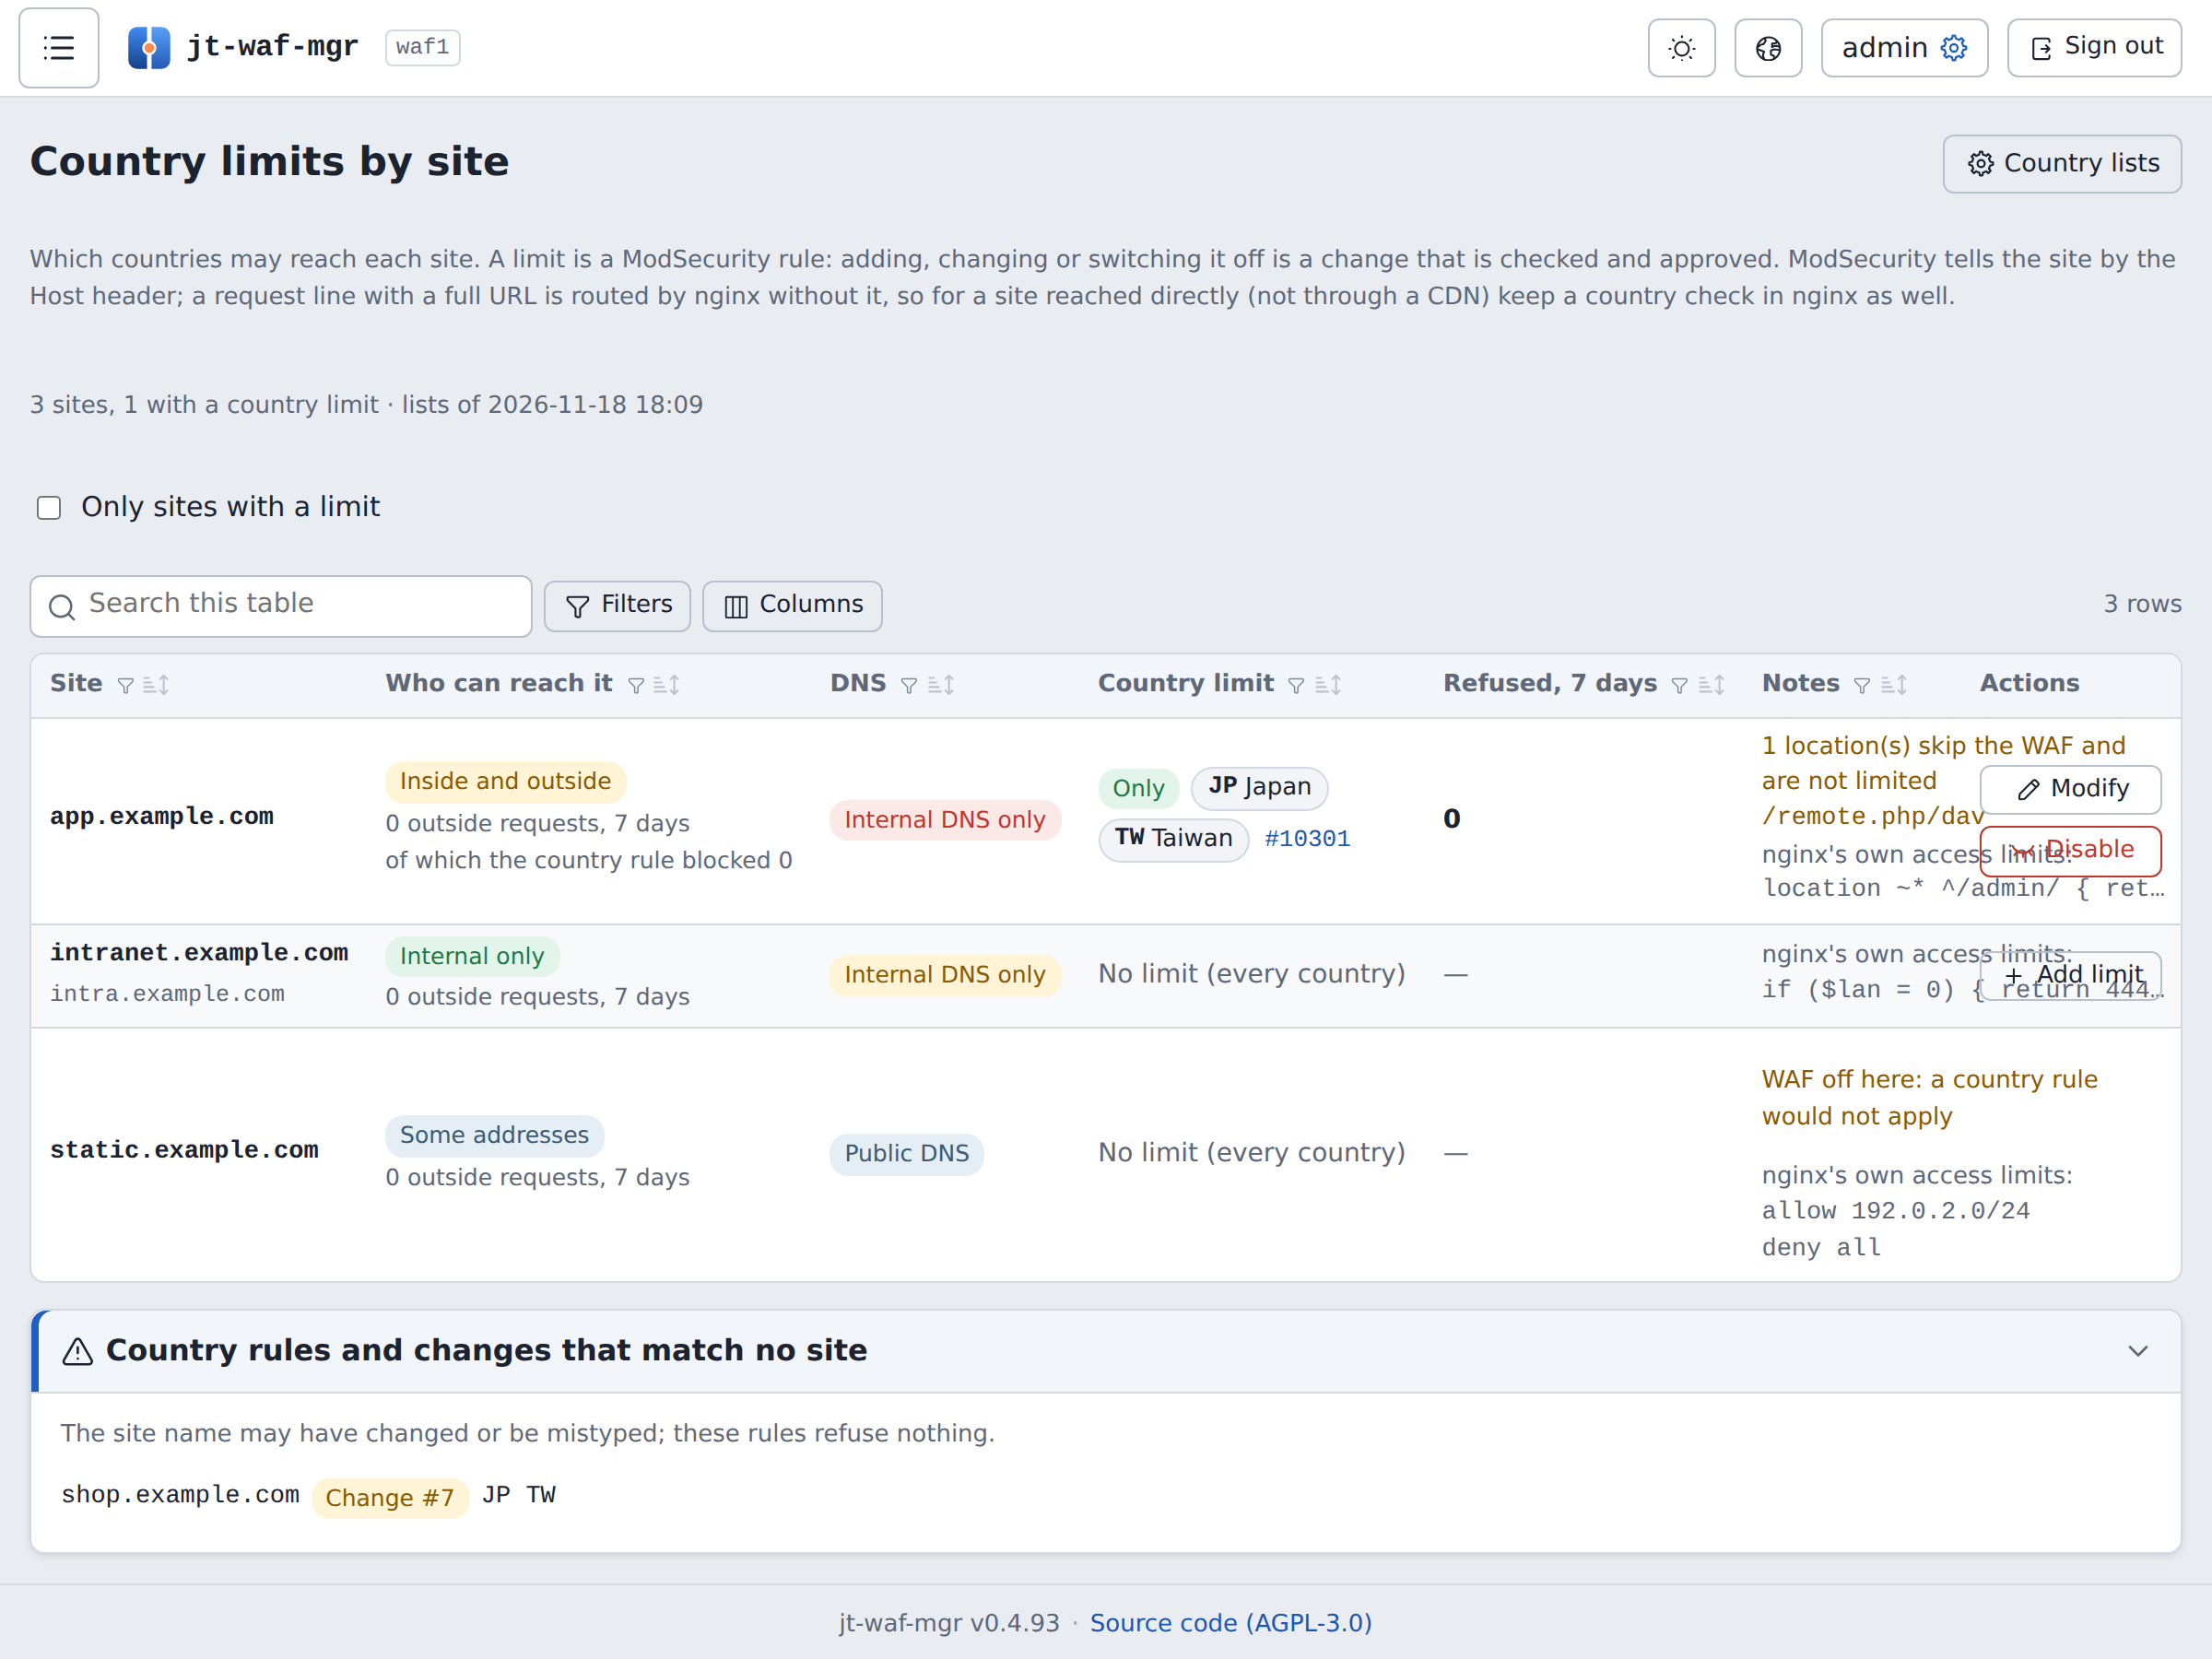 jt-waf-mgr waf1 admin Sign out
Country limits by site
Country lists
Which countries may reach each site. A limit is a ModSecurity rule: adding, changing or switching it off is a change that is checked and approved. ModSecurity tells the site by the
Host header; a request line with a full URL is routed by nginx without it, so for a site reached directly (not through a CDN) keep a country check in nginx as well.
3 sites, 1 with a country limit · lists of 2026-11-18 18:09
Only sites with a limit
Search this table Filters Columns 3 rows
Site Who can reach it DNS Country limit Refused, 7 days Notes Actions
app.example.com
Inside and outside
0 outside requests, 7 days
of which the country rule blocked 0
Internal DNS only
Only JP Japan
TW Taiwan #10301
0
1 location(s) skip the WAF and
are not limited
/remote.php/dav
nginx's own access limits:
location ~* ^/admin/ { ret…
Modify
Disable
intranet.example.com
intra.example.com
Internal only
0 outside requests, 7 days
Internal DNS only
No limit (every country)
—
nginx's own access limits:
if ($lan = 0) { return 444…
Add limit
static.example.com
Some addresses
0 outside requests, 7 days
Public DNS
No limit (every country)
—
WAF off here: a country rule
would not apply
nginx's own access limits:
allow 192.0.2.0/24
deny all
Country rules and changes that match no site
The site name may have changed or be mistyped; these rules refuse nothing.
shop.example.com Change #7 JP TW
jt-waf-mgr v0.4.93 · Source code (AGPL-3.0)